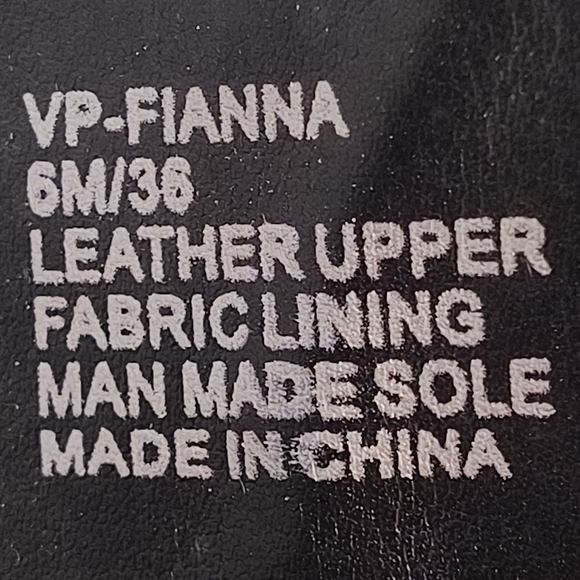 VP-FIANNA
6M/36
LEATHER UPPER
FABRIC LINING
MAN MADE SOLE
MADE IN CHINA